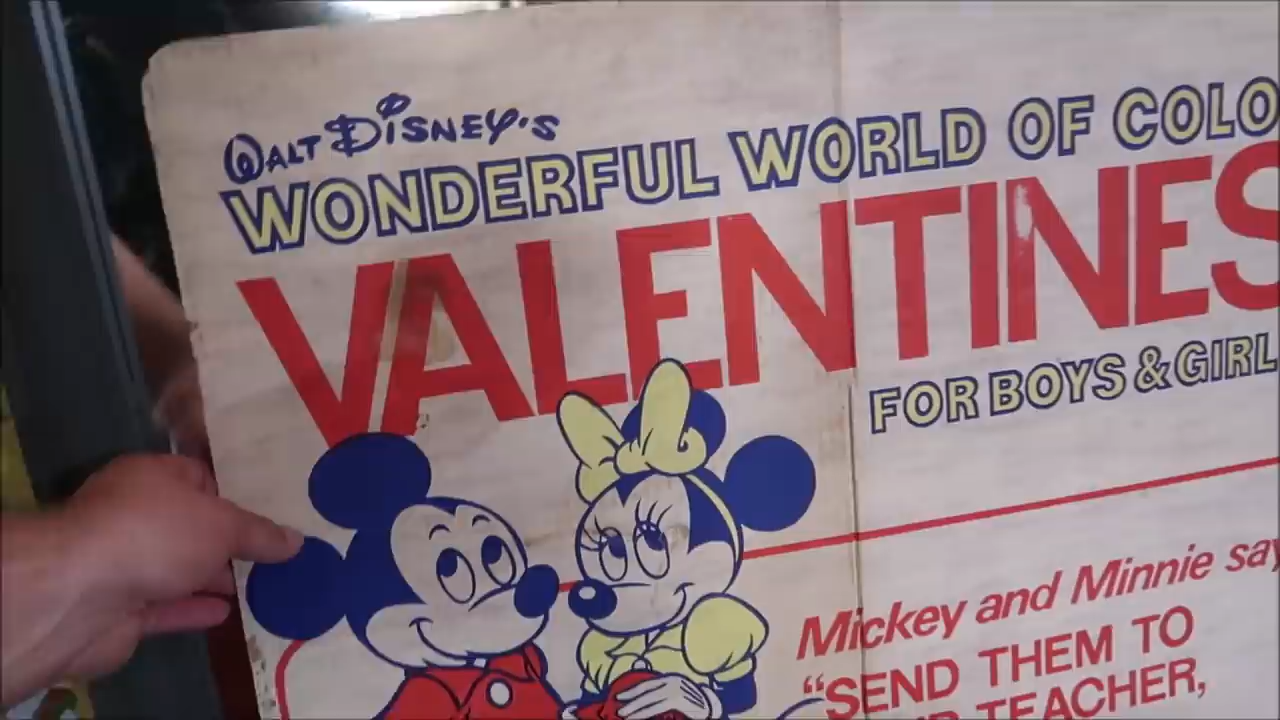 WALT DISNEY'S
WONDERFUL WORLD OF COLO
VALENTINES
FOR BOYS & GIRL
Mickey and Minnie say
"SEND THEM TO
TEACHER,